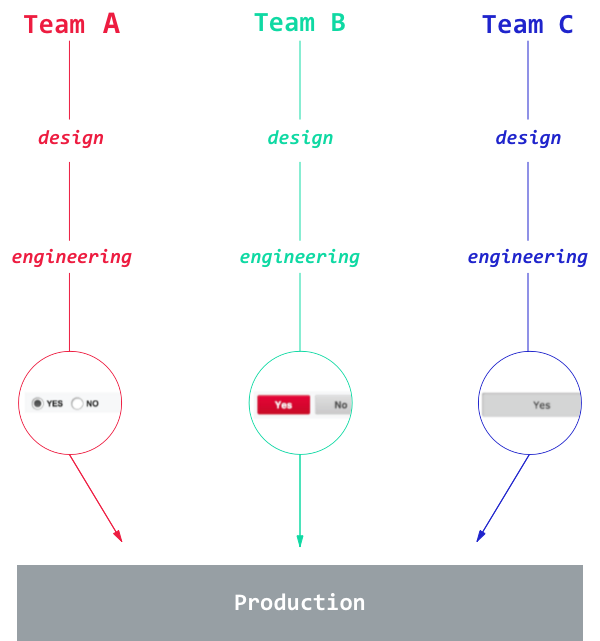 Team A
Team B
Team C
design
design
design
engineering
engineering
engineering
YES NO
Yes No
Yes
Production